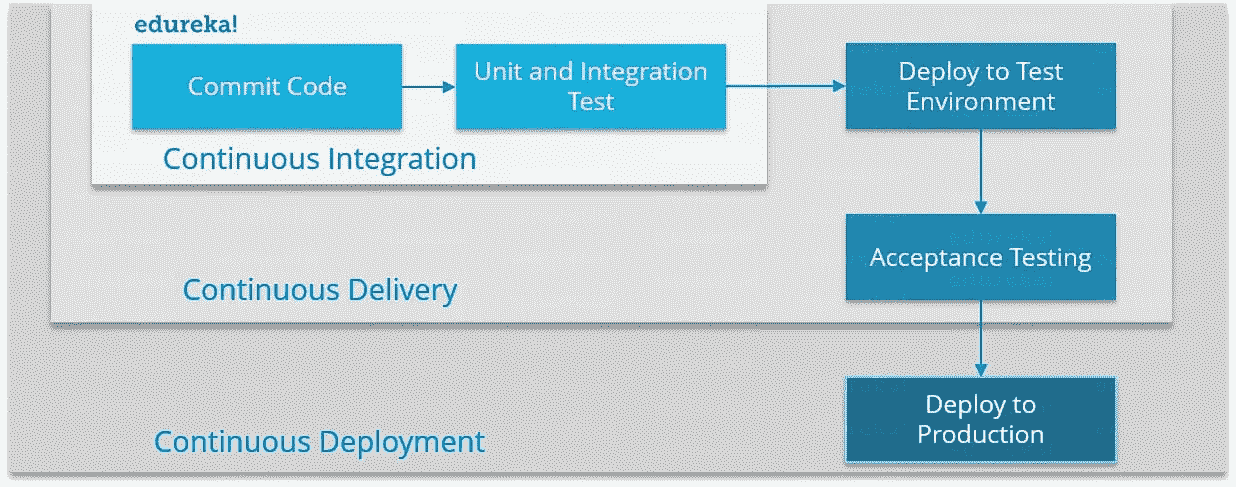 edureka!
Commit Code
Unit and Integration
Test
Deploy to Test
Environment
Continuous Integration
Acceptance Testing
Continuous Delivery
Deploy to
Production
Continuous Deployment